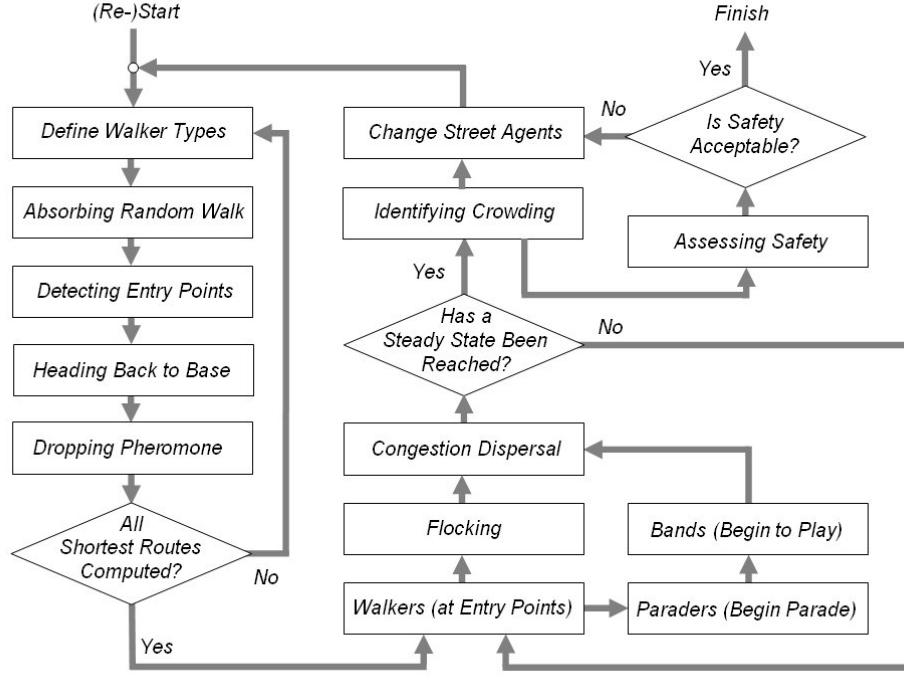 (Re-)Start
Define Walker Types
Absorbing Random Walk
Detecting Entry Points
Heading Back to Base
Dropping Pheromone
All
Shortest Routes
Computed?
No
Yes
Finish
Yes
No
Is Safety
Acceptable?
Change Street Agents
Identifying Crowding
Assessing Safety
Yes
Has a
Steady State Been
Reached?
No
Congestion Dispersal
Flocking
Bands (Begin to Play)
Walkers (at Entry Points)
Paraders (Begin Parade)